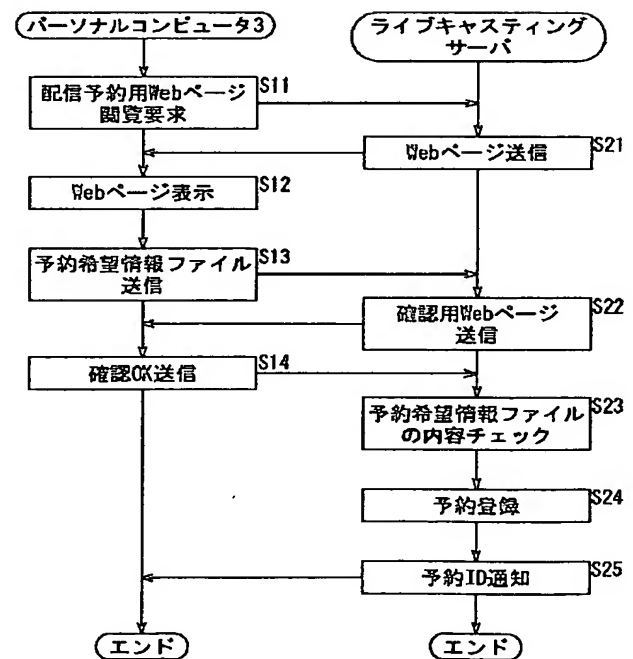 パーソナルコンピュータ3
ライブキャスティング
サーバ
配信予約用Webページ
閲覧要求
S11
Webページ送信
S21
Webページ表示
S12
予約希望情報ファイル
送信
S13
確認用Webページ
送信
S22
確認OK送信
S14
予約希望情報ファイル
の内容チェック
S23
予約登録
S24
予約ID通知
S25
エンド
エンド